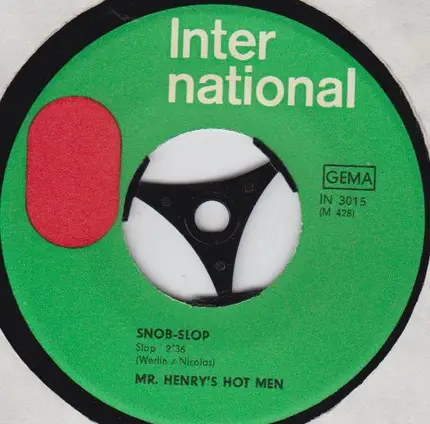 Inter
national
GEMA
IN 3015
(M 428)
SNOB-SLOP
Slop 2'36
(Werlin / Nicolas)
MR. HENRY'S HOT MEN